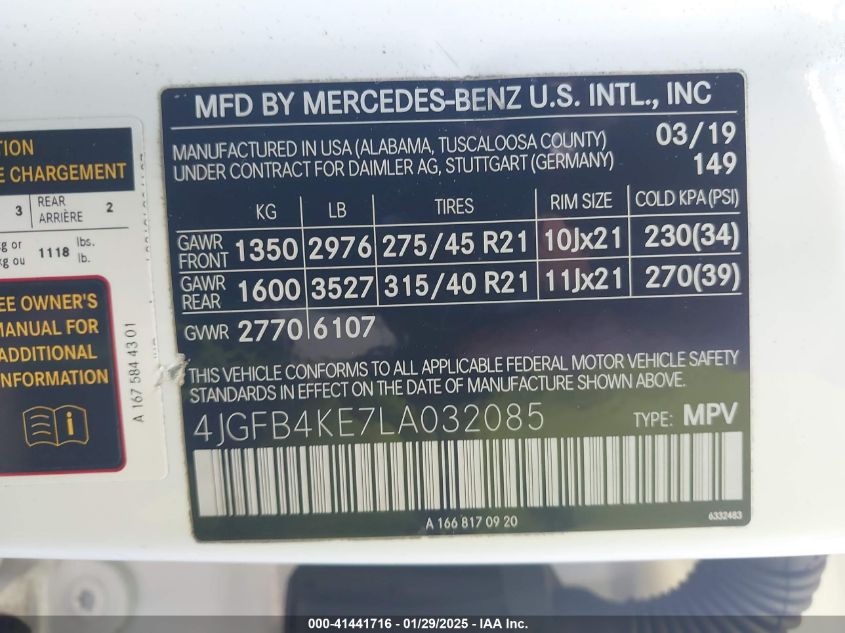 MFD BY MERCEDES-BENZ U.S. INTL., INC
MANUFACTURED IN USA (ALABAMA, TUSCALOOSA COUNTY) 03/19
UNDER CONTRACT FOR DAIMLER AG, STUTTGART (GERMANY) 149
KG LB TIRES RIM SIZE COLD KPA (PSI)
GAWR FRONT 1350 2976 275/45 R21 10Jx21 230(34)
GAWR REAR 1600 3527 315/40 R21 11Jx21 270(39)
GVWR 2770 6107
THIS VEHICLE CONFORMS TO ALL APPLICABLE FEDERAL MOTOR VEHICLE SAFETY
STANDARDS IN EFFECT ON THE DATE OF MANUFACTURE SHOWN ABOVE.
4JGFB4KE7LA032085 TYPE: MPV
A 166 817 09 20
6332483
E CHARGEMENT
3 REAR ARRIÈRE 2
kg or 1118 lbs.
kg ou lb.
EE OWNER'S
MANUAL FOR
ADDITIONAL
INFORMATION
A 167 584 43 01
000-41441716 - 01/29/2025 - IAA Inc.